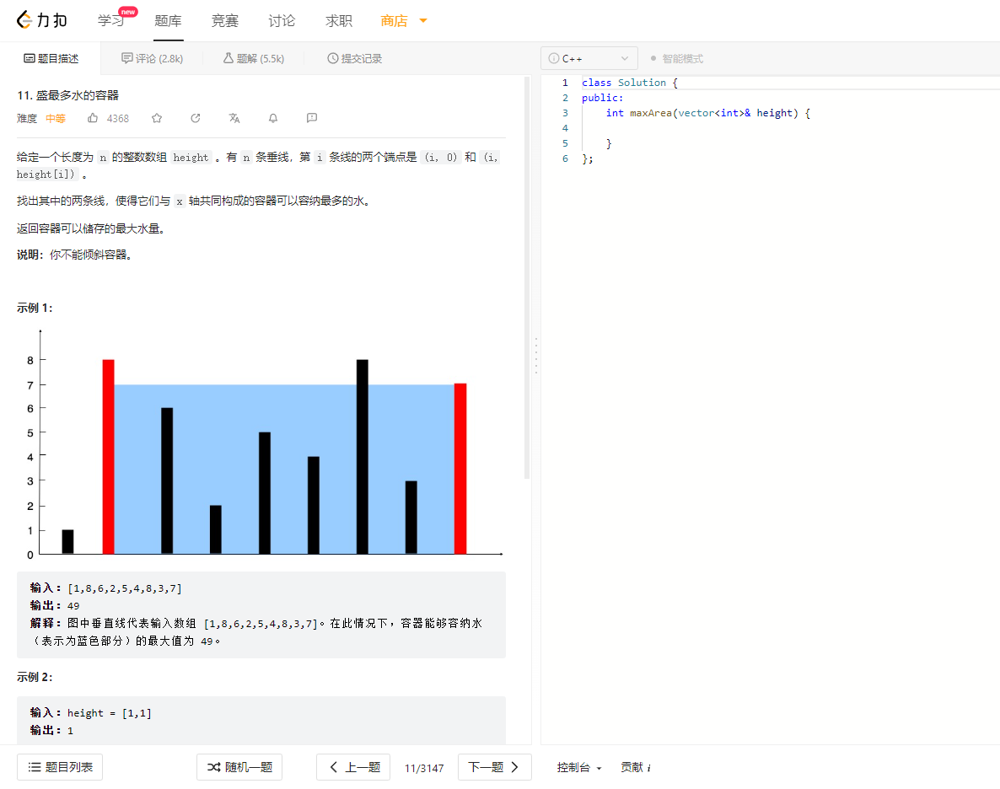 力扣 学习 new 题库 竞赛 讨论 求职 商店
题目描述 评论 (2.8k) 题解 (5.5k) 提交记录
11. 盛最多水的容器
难度 中等 4368
给定一个长度为 n 的整数数组 height 。有 n 条垂线，第 i 条线的两个端点是 (i, 0) 和 (i,
height[i]) 。
找出其中的两条线，使得它们与 x 轴共同构成的容器可以容纳最多的水。
返回容器可以储存的最大水量。
说明：你不能倾斜容器。
示例 1：
8
7
6
5
4
3
2
1
0
输入：[1,8,6,2,5,4,8,3,7]
输出：49
解释：图中垂直线代表输入数组 [1,8,6,2,5,4,8,3,7]。在此情况下，容器能够容纳水
（表示为蓝色部分）的最大值为 49。
示例 2：
输入：height = [1,1]
输出：1
题目列表 随机一题 上一题 11/3147 下一题
C++ 智能模式
1 class Solution {
2 public:
3 int maxArea(vector<int>& height) {
4
5 }
6 };
控制台 贡献 i